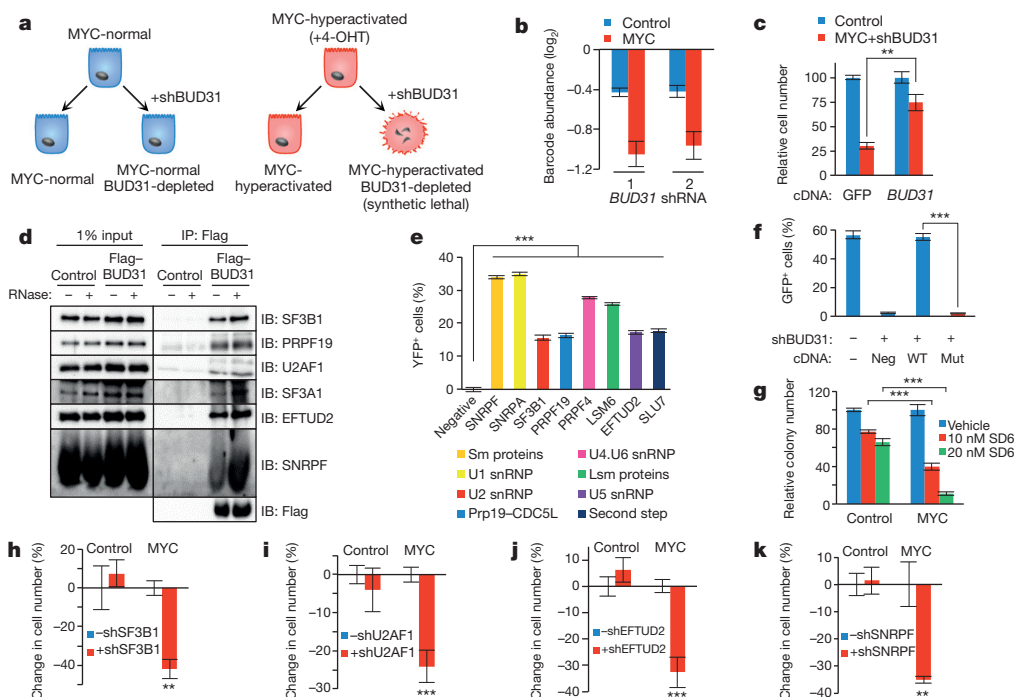 a
MYC-normal
+shBUD31
MYC-normal
MYC-normal
BUD31-depleted
MYC-hyperactivated
(+4-OHT)
+shBUD31
MYC-
hyperactivated
MYC-hyperactivated
BUD31-depleted
(synthetic lethal)
b
Control
MYC
Barcode abundance (log2)
0
−0.4
−0.8
−1.2
1 2
BUD31 shRNA
c
Control
MYC+shBUD31
**
Relative cell number
100
75
50
25
0
cDNA: GFP BUD31
d
1% input IP: Flag
Control Flag–BUD31 Control Flag–BUD31
RNase: − + − + − + − +
IB: SF3B1
IB: PRPF19
IB: U2AF1
IB: SF3A1
IB: EFTUD2
IB: SNRPF
IB: Flag
e
***
YFP+ cells (%)
40
30
20
10
0
Negative SNRPF SNRPA SF3B1 PRPF19 PRPF4 LSM6 EFTUD2 SLU7
Sm proteins
U1 snRNP
U2 snRNP
Prp19–CDC5L
U4.U6 snRNP
Lsm proteins
U5 snRNP
Second step
f
***
GFP+ cells (%)
60
40
20
0
shBUD31: − + + +
cDNA: − Neg WT Mut
g
***
***
Vehicle
10 nM SD6
20 nM SD6
Relative colony number
120
80
40
0
Control MYC
h
Control MYC
Change in cell number (%)
20
0
−20
−40
−shSF3B1
+shSF3B1
**
i
Control MYC
Change in cell number (%)
10
0
−10
−20
−30
−shU2AF1
+shU2AF1
***
j
Control MYC
Change in cell number (%)
20
10
0
−10
−20
−30
−40
−shEFTUD2
+shEFTUD2
***
k
Control MYC
Change in cell number (%)
20
10
0
−10
−20
−30
−40
−shSNRPF
+shSNRPF
**